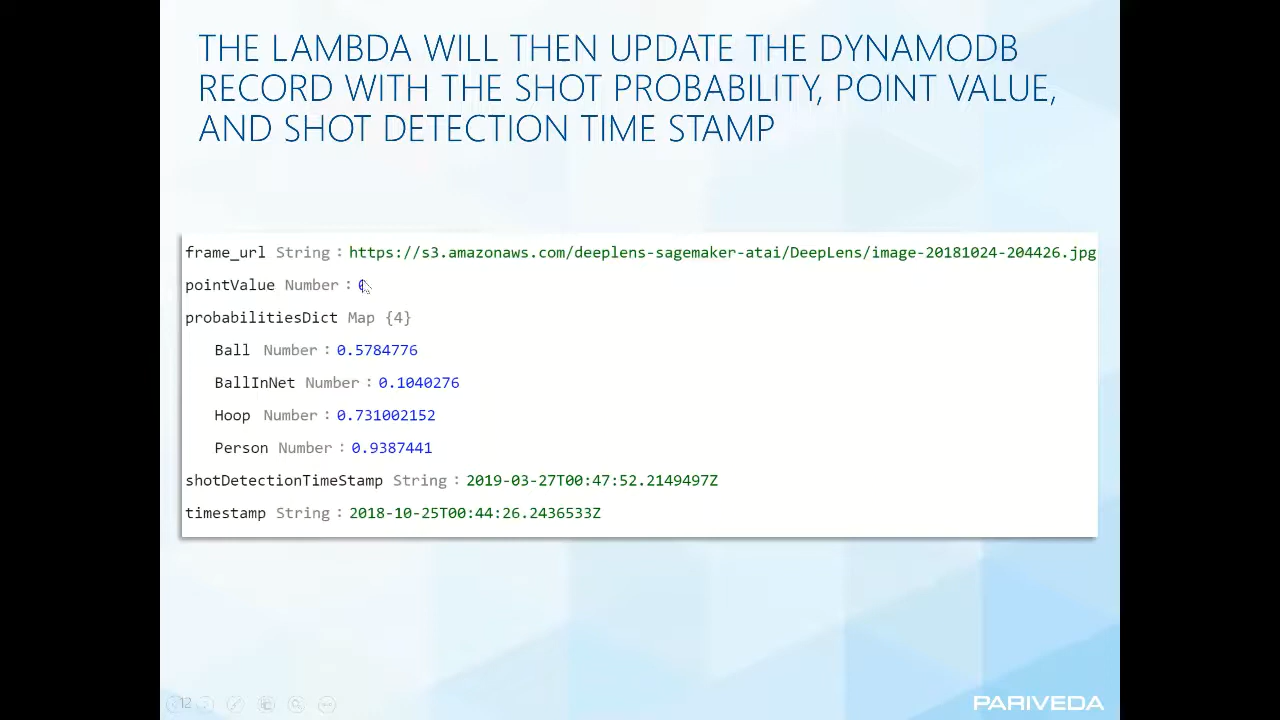 THE LAMBDA WILL THEN UPDATE THE DYNAMODB
RECORD WITH THE SHOT PROBABILITY, POINT VALUE,
AND SHOT DETECTION TIME STAMP
frame_url String : https://s3.amazonaws.com/deeplens-sagemaker-atai/DeepLens/image-20181024-204426.jpg
pointValue Number :
probabilitiesDict Map {4}
Ball Number : 0.5784776
BallInNet Number : 0.1040276
Hoop Number : 0.731002152
Person Number : 0.9387441
shotDetectionTimeStamp String : 2019-03-27T00:47:52.2149497Z
timestamp String : 2018-10-25T00:44:26.2436533Z
12
PARIVEDA